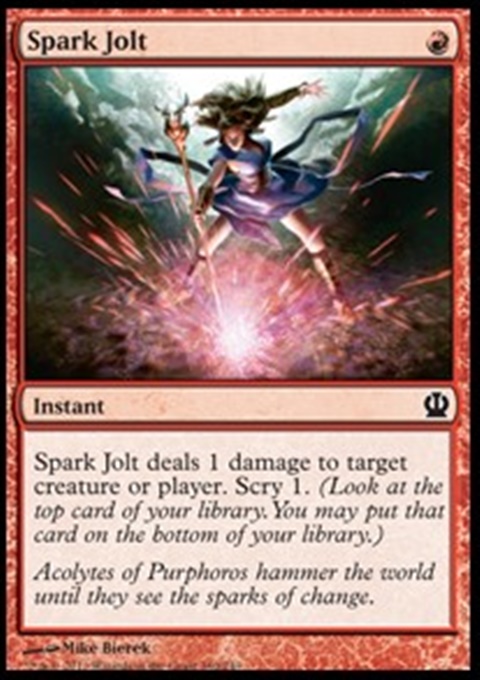 Spark Jolt
Instant
Spark Jolt deals 1 damage to target
creature or player. Scry 1. (Look at the
top card of your library. You may put that
card on the bottom of your library.)
Acolytes of Purphoros hammer the world
until they see the sparks of change.
Mike Bierek